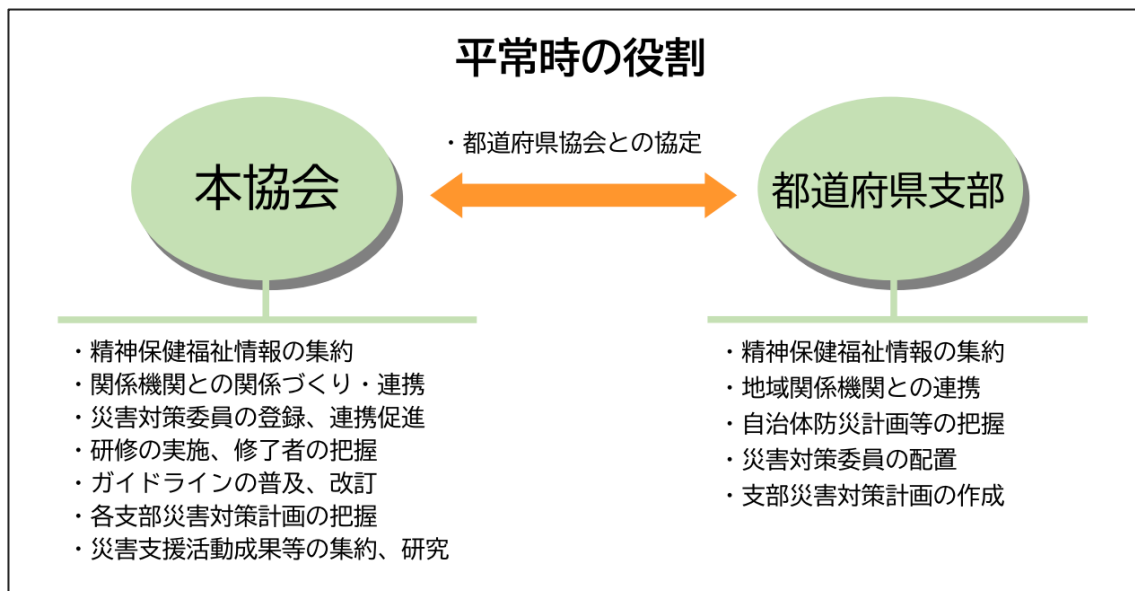 平常時の役割
本協会
・都道府県協会との協定
都道府県支部
・精神保健福祉情報の集約
・関係機関との関係づくり・連携
・災害対策委員の登録、連携促進
・研修の実施、修了者の把握
・ガイドラインの普及、改訂
・各支部災害対策計画の把握
・災害支援活動成果等の集約、研究
・精神保健福祉情報の集約
・地域関係機関との連携
・自治体防災計画等の把握
・災害対策委員の配置
・支部災害対策計画の作成